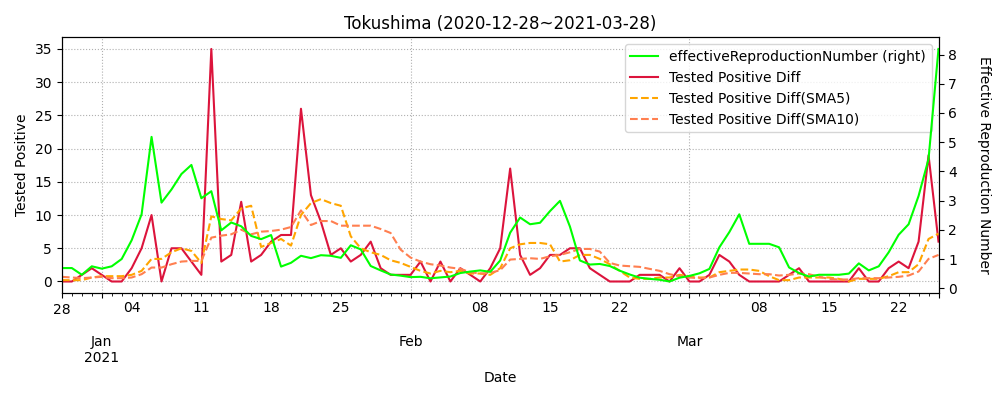 Tokushima (2020-12-28~2021-03-28)
effectiveReproductionNumber (right)
Tested Positive Diff
Tested Positive Diff(SMA5)
Tested Positive Diff(SMA10)
Tested Positive
35
30
25
20
15
10
5
0
8
7
6
5
4
3
2
1
0
Effective Reproduction Number
28 04 11 18 25 08 15 22 08 15 22
Jan Feb Mar
2021
Date